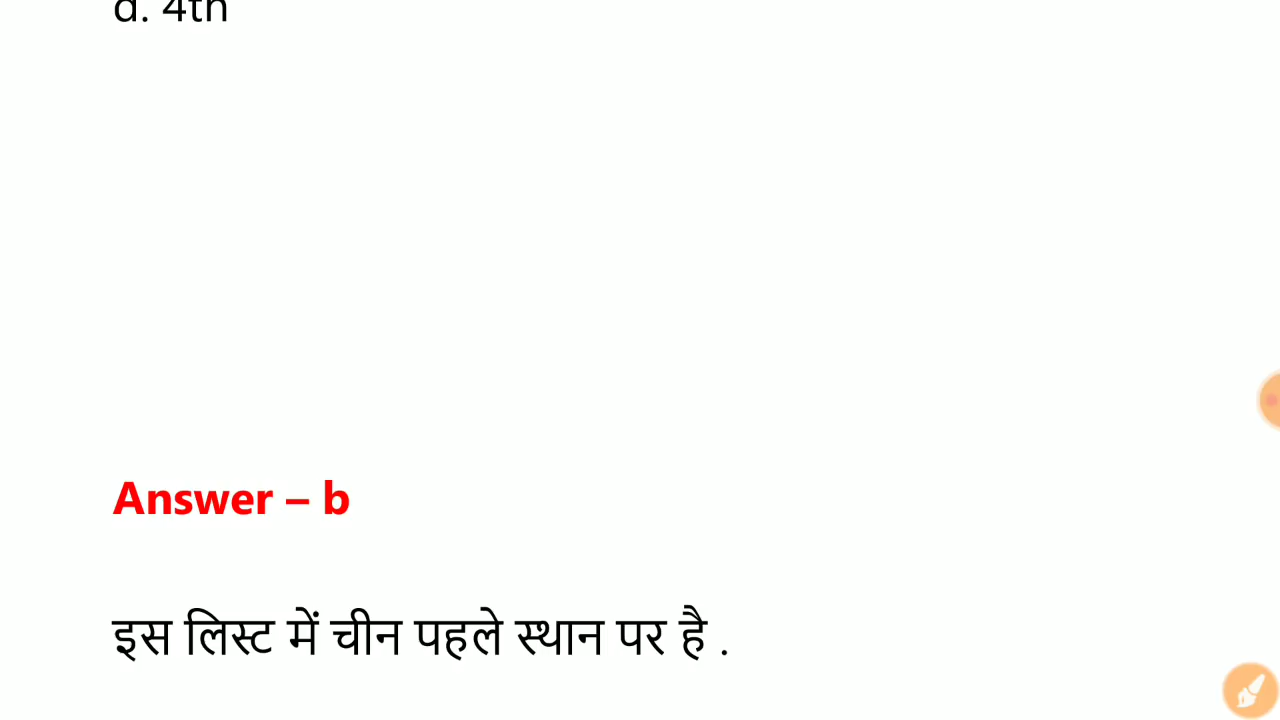 d. 4th
Answer – b
इस लिस्ट में चीन पहले स्थान पर है .